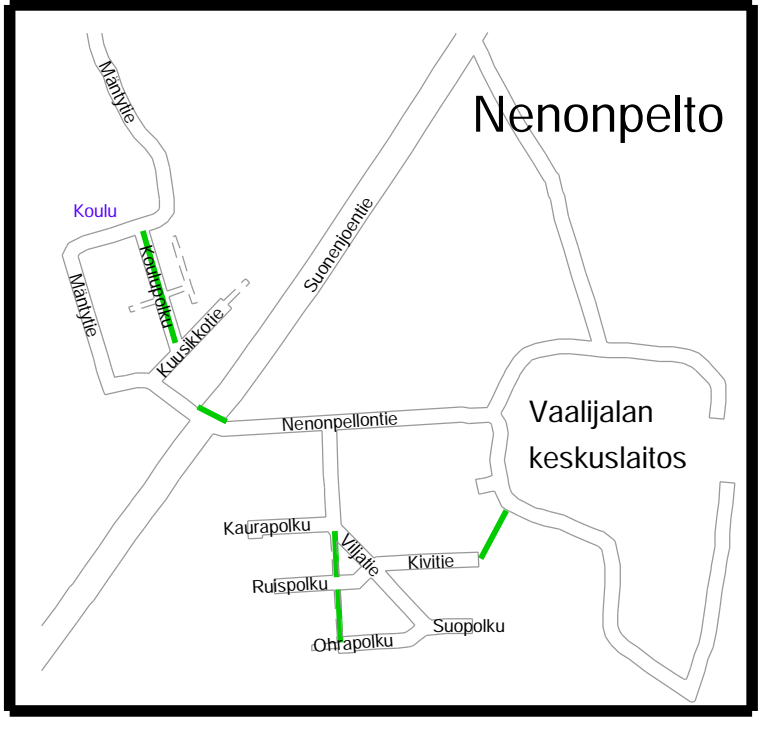 Mäntytie
Nenonpelto
Koulu
Suonenjoentie
Koulupolku
Mäntytie
Kuusikkotie
Nenonpellontie
Vaalijalan
keskuslaitos
Kaurapolku
Viljatie
Kivitie
Ruispolku
Suopolku
Ohrapolku